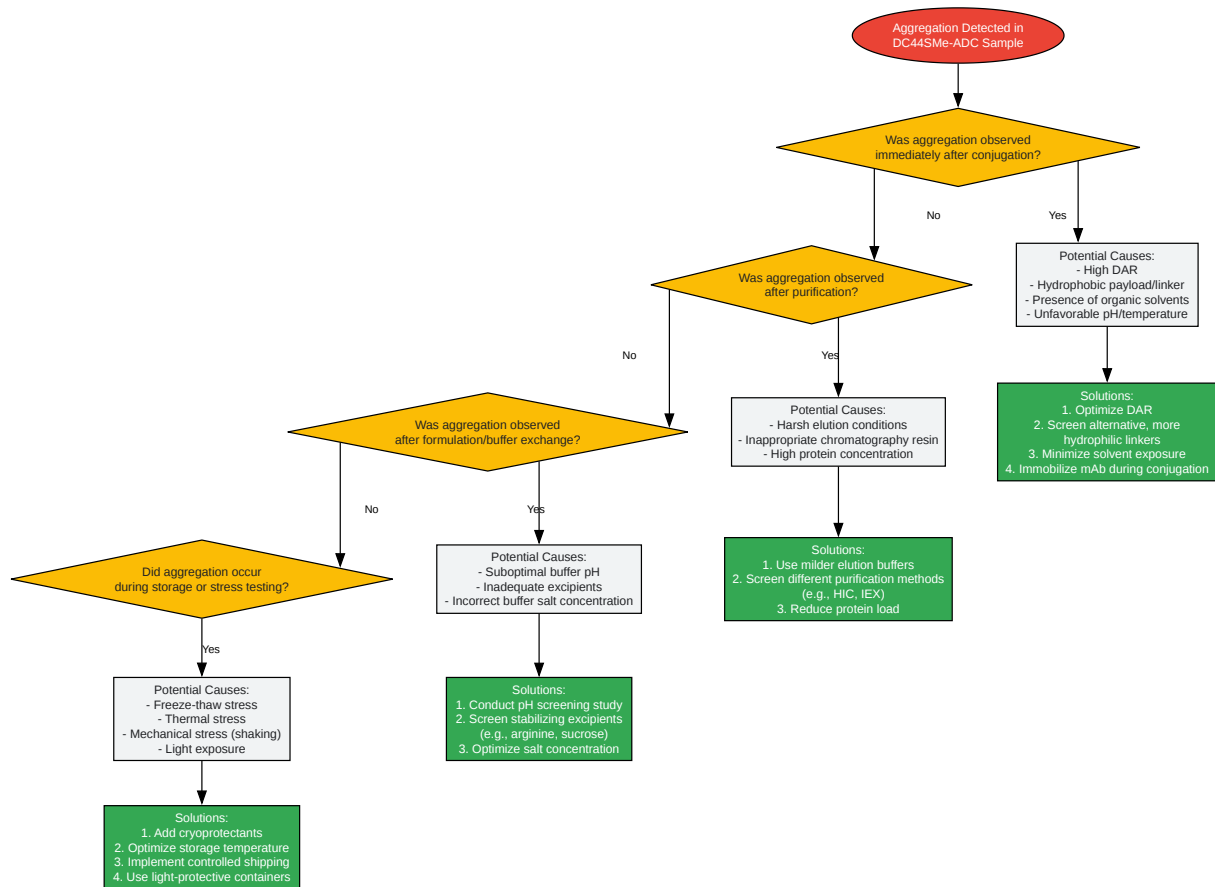 Aggregation Detected in
DC44SMe-ADC Sample
Was aggregation observed
immediately after conjugation?
No
Yes
Was aggregation observed
after purification?
Potential Causes:
- High DAR
- Hydrophobic payload/linker
- Presence of organic solvents
- Unfavorable pH/temperature
No
Yes
Solutions:
1. Optimize DAR
2. Screen alternative, more
hydrophilic linkers
3. Minimize solvent exposure
4. Immobilize mAb during conjugation
Was aggregation observed
after formulation/buffer exchange?
Potential Causes:
- Harsh elution conditions
- Inappropriate chromatography resin
- High protein concentration
No
Yes
Solutions:
1. Use milder elution buffers
2. Screen different purification methods
(e.g., HIC, IEX)
3. Reduce protein load
Did aggregation occur
during storage or stress testing?
Potential Causes:
- Suboptimal buffer pH
- Inadequate excipients
- Incorrect buffer salt concentration
Yes
Solutions:
1. Conduct pH screening study
2. Screen stabilizing excipients
(e.g., arginine, sucrose)
3. Optimize salt concentration
Potential Causes:
- Freeze-thaw stress
- Thermal stress
- Mechanical stress (shaking)
- Light exposure
Solutions:
1. Add cryoprotectants
2. Optimize storage temperature
3. Implement controlled shipping
4. Use light-protective containers